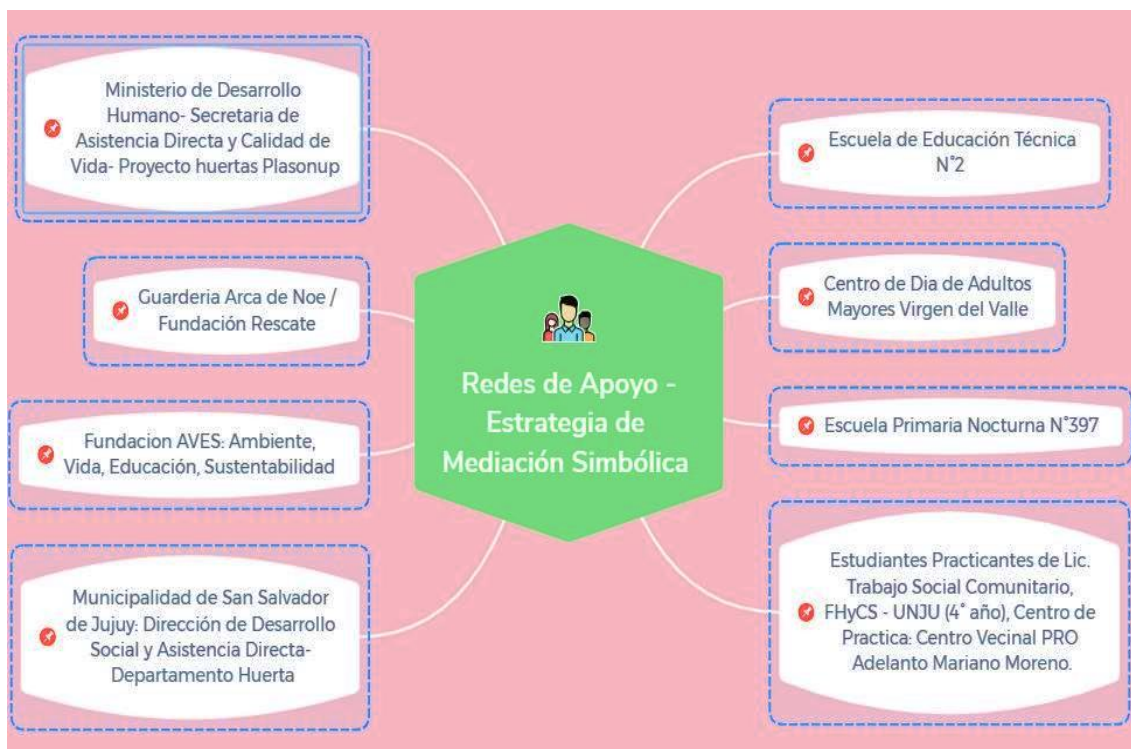 Ministerio de Desarrollo
Humano- Secretaria de
Asistencia Directa y Calidad de
Vida- Proyecto huertas Plasonup
Guarderia Arca de Noe /
Fundación Rescate
Fundacion AVES: Ambiente,
Vida, Educación, Sustentabilidad
Municipalidad de San Salvador
de Jujuy: Dirección de Desarrollo
Social y Asistencia Directa-
Departamento Huerta
Redes de Apoyo -
Estrategia de
Mediación Simbólica
Escuela de Educación Técnica
N°2
Centro de Dia de Adultos
Mayores Virgen del Valle
Escuela Primaria Nocturna N°397
Estudiantes Practicantes de Lic.
Trabajo Social Comunitario,
FHyCS - UNJU (4° año), Centro de
Practica: Centro Vecinal PRO
Adelanto Mariano Moreno.